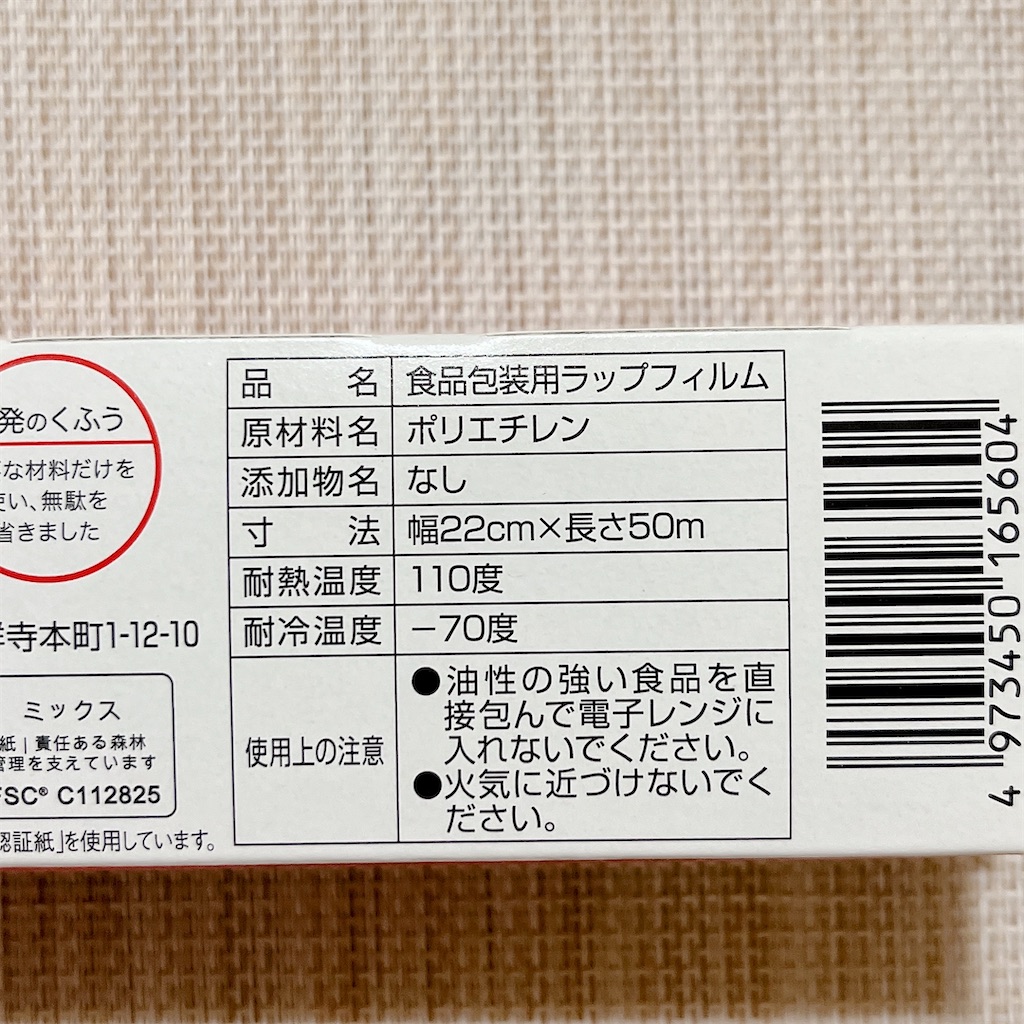 発のくふう
な材料だけを
使い、無駄を
省きました
寺本町1-12-10
ミックス
紙｜責任ある森林
管理を支えています
FSC® C112825
認証紙」を使用しています。
品名 食品包装用ラップフィルム
原材料名 ポリエチレン
添加物名 なし
寸法 幅22cm×長さ50m
耐熱温度 110度
耐冷温度 −70度
使用上の注意
●油性の強い食品を直
接包んで電子レンジに
入れないでください。
●火気に近づけないでく
ださい。
4 973450 165604